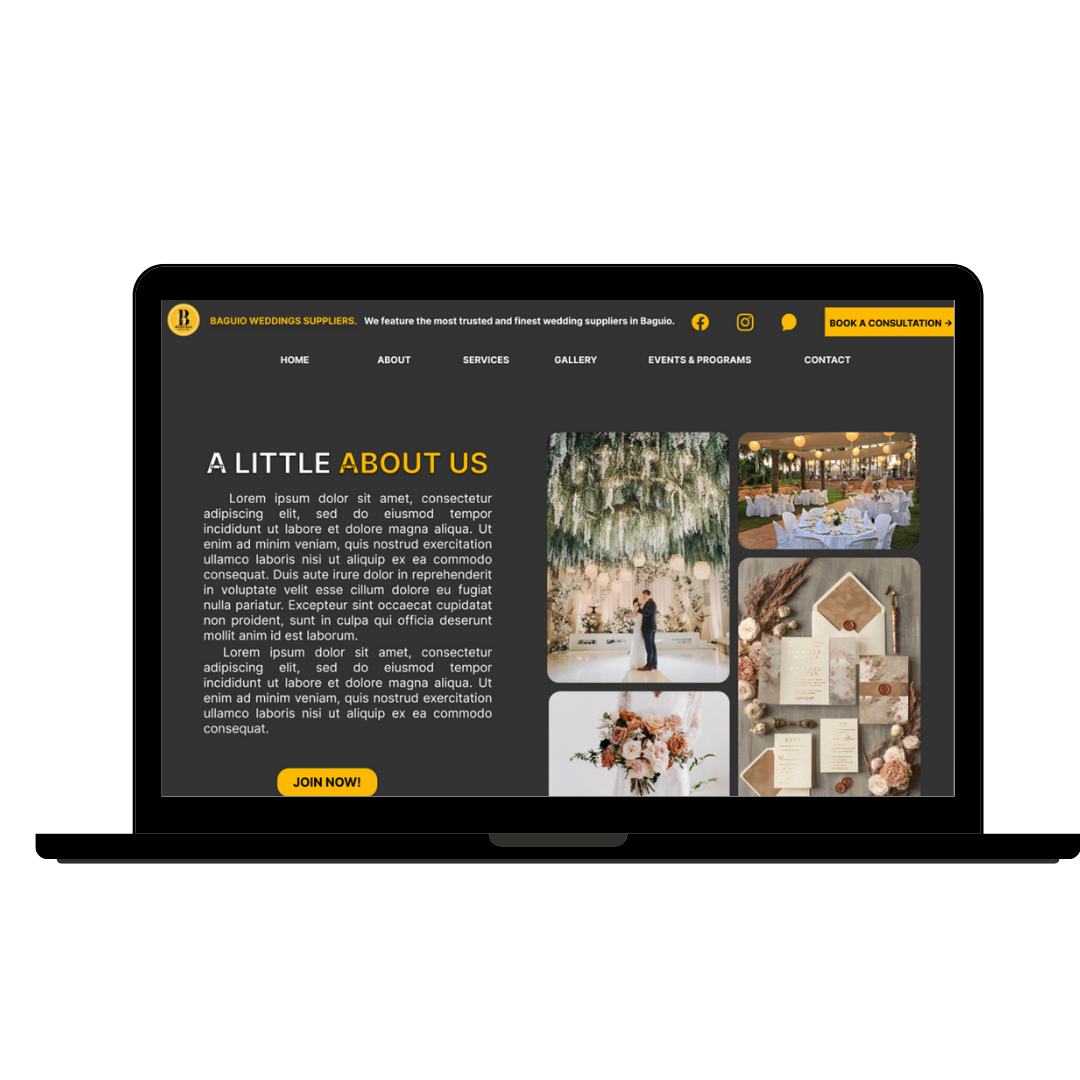 B
BAGUIO WEDDINGS SUPPLIERS. We feature the most trusted and finest wedding suppliers in Baguio.
BOOK A CONSULTATION →
HOME ABOUT SERVICES GALLERY EVENTS & PROGRAMS CONTACT
A LITTLE ABOUT US
Lorem ipsum dolor sit amet, consectetur
adipiscing elit, sed do eiusmod tempor
incididunt ut labore et dolore magna aliqua. Ut
enim ad minim veniam, quis nostrud exercitation
ullamco laboris nisi ut aliquip ex ea commodo
consequat. Duis aute irure dolor in reprehenderit
in voluptate velit esse cillum dolore eu fugiat
nulla pariatur. Excepteur sint occaecat cupidatat
non proident, sunt in culpa qui officia deserunt
mollit anim id est laborum.
Lorem ipsum dolor sit amet, consectetur
adipiscing elit, sed do eiusmod tempor
incididunt ut labore et dolore magna aliqua. Ut
enim ad minim veniam, quis nostrud exercitation
ullamco laboris nisi ut aliquip ex ea commodo
consequat.
JOIN NOW!